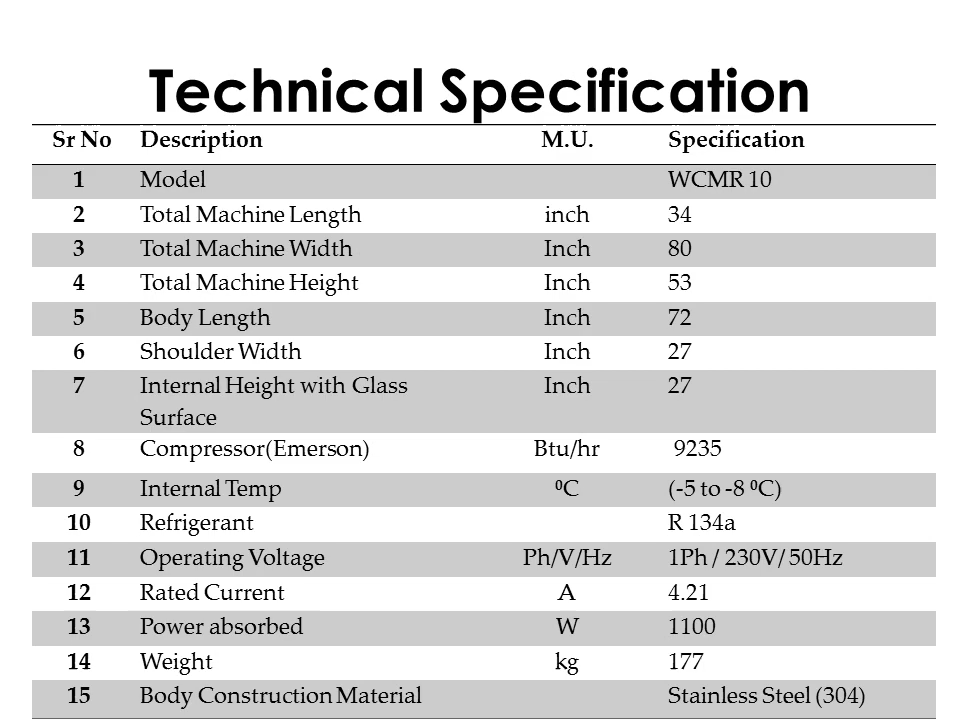 Technical Specification
Sr No Description M.U. Specification
1 Model WCMR 10
2 Total Machine Length inch 34
3 Total Machine Width Inch 80
4 Total Machine Height Inch 53
5 Body Length Inch 72
6 Shoulder Width Inch 27
7 Internal Height with Glass Inch 27
Surface
8 Compressor(Emerson) Btu/hr 9235
9 Internal Temp ⁰C (-5 to -8 ⁰C)
10 Refrigerant R 134a
11 Operating Voltage Ph/V/Hz 1Ph / 230V/ 50Hz
12 Rated Current A 4.21
13 Power absorbed W 1100
14 Weight kg 177
15 Body Construction Material Stainless Steel (304)